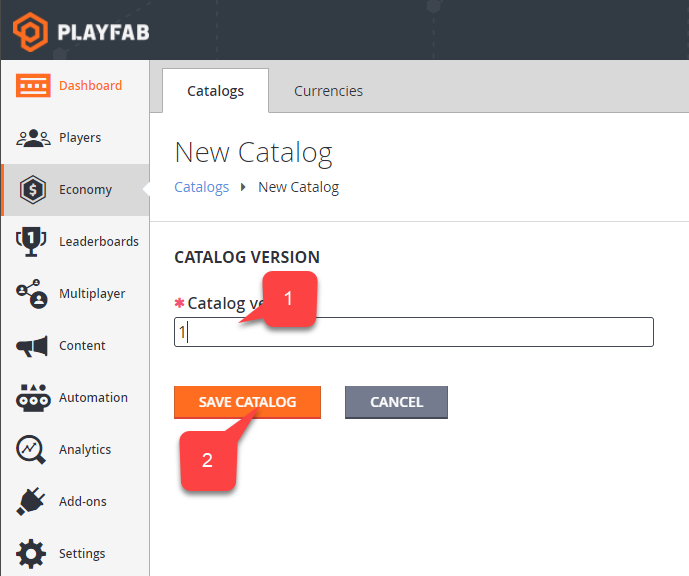 PLAYFAB
Dashboard
Players
Economy
Leaderboards
Multiplayer
Content
Automation
Analytics
Add-ons
Settings
Catalogs Currencies
New Catalog
Catalogs New Catalog
CATALOG VERSION
* Catalog ve
1
1
SAVE CATALOG CANCEL
2